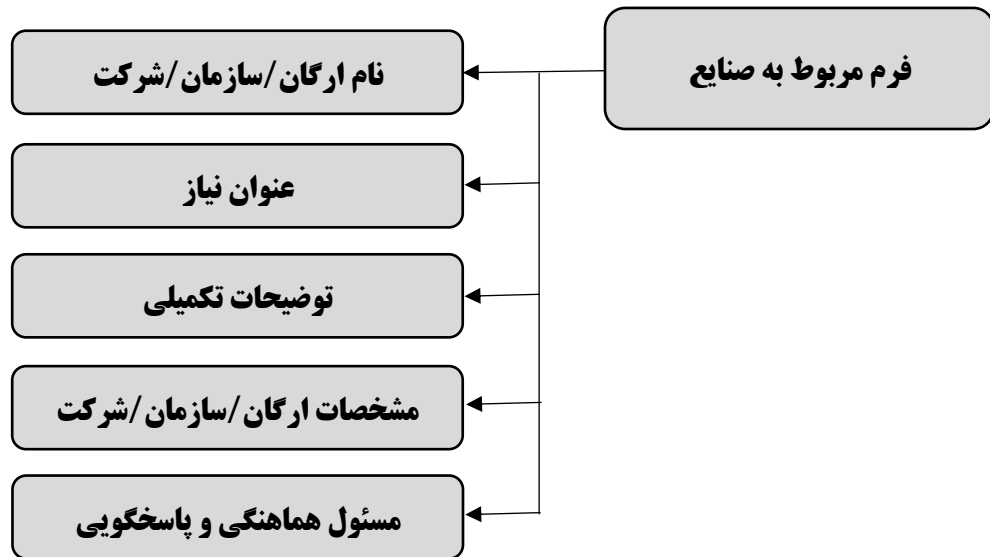 فرم مربوط به صنایع
نام ارگان/سازمان/شرکت
عنوان نیاز
توضیحات تکمیلی
مشخصات ارگان/سازمان/شرکت
مسئول هماهنگی و پاسخگویی